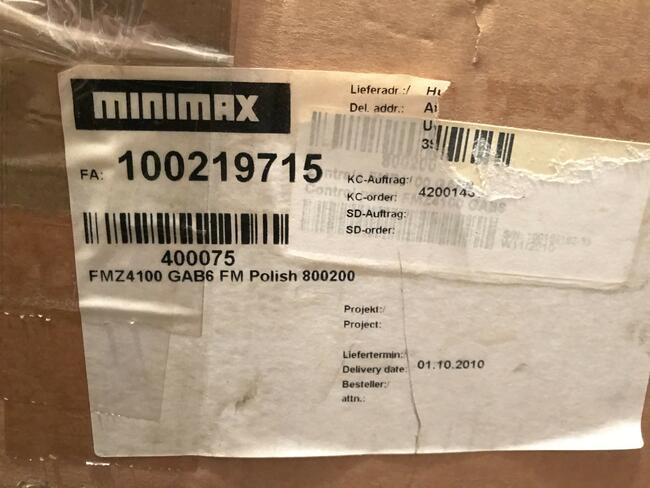 minimax
FA: 100219715
400075
FMZ4100 GAB6 FM Polish 800200
Lieferadr.:/
Del. addr.:
KC-Auftrag:/
KC-order: 4200143
SD-Auftrag:
SD-order:
Projekt:/
Project:
Liefertermin:/
Delivery date: 01.10.2010
Besteller:/
attn.: